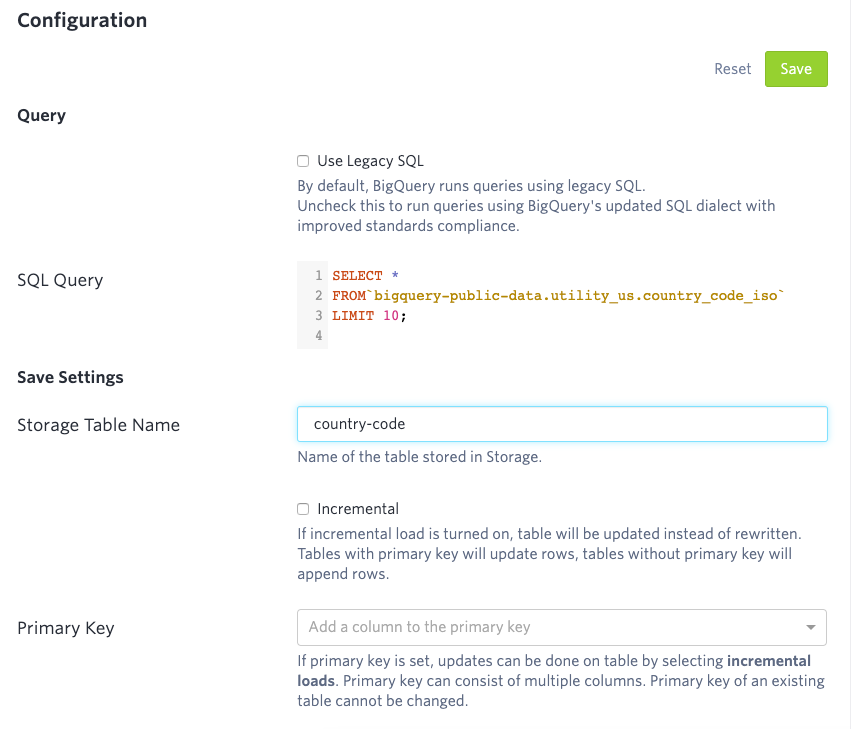 Configuration
Reset Save
Query
Use Legacy SQL
By default, BigQuery runs queries using legacy SQL.
Uncheck this to run queries using BigQuery's updated SQL dialect with
improved standards compliance.
SQL Query
1 SELECT *
2 FROM`bigquery-public-data.utility_us.country_code_iso`
3 LIMIT 10;
4
Save Settings
Storage Table Name
country-code
Name of the table stored in Storage.
Incremental
If incremental load is turned on, table will be updated instead of rewritten.
Tables with primary key will update rows, tables without primary key will
append rows.
Primary Key
Add a column to the primary key
If primary key is set, updates can be done on table by selecting incremental
loads. Primary key can consist of multiple columns. Primary key of an existing
table cannot be changed.